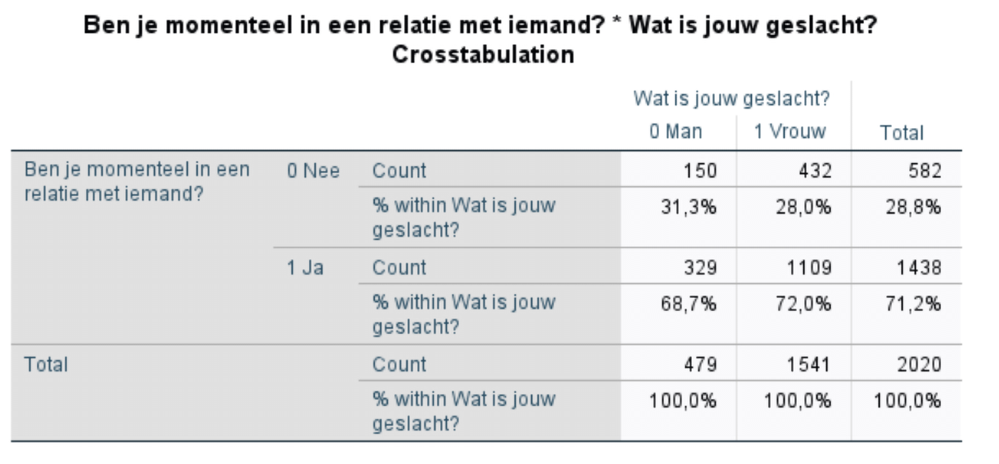 Ben je momenteel in een relatie met iemand? * Wat is jouw geslacht?
Crosstabulation
Wat is jouw geslacht?
0 Man 1 Vrouw Total
Ben je momenteel in een 0 Nee Count 150 432 582
relatie met iemand?
% within Wat is jouw 31,3% 28,0% 28,8%
geslacht?
1 Ja Count 329 1109 1438
% within Wat is jouw 68,7% 72,0% 71,2%
geslacht?
Total Count 479 1541 2020
% within Wat is jouw 100,0% 100,0% 100,0%
geslacht?